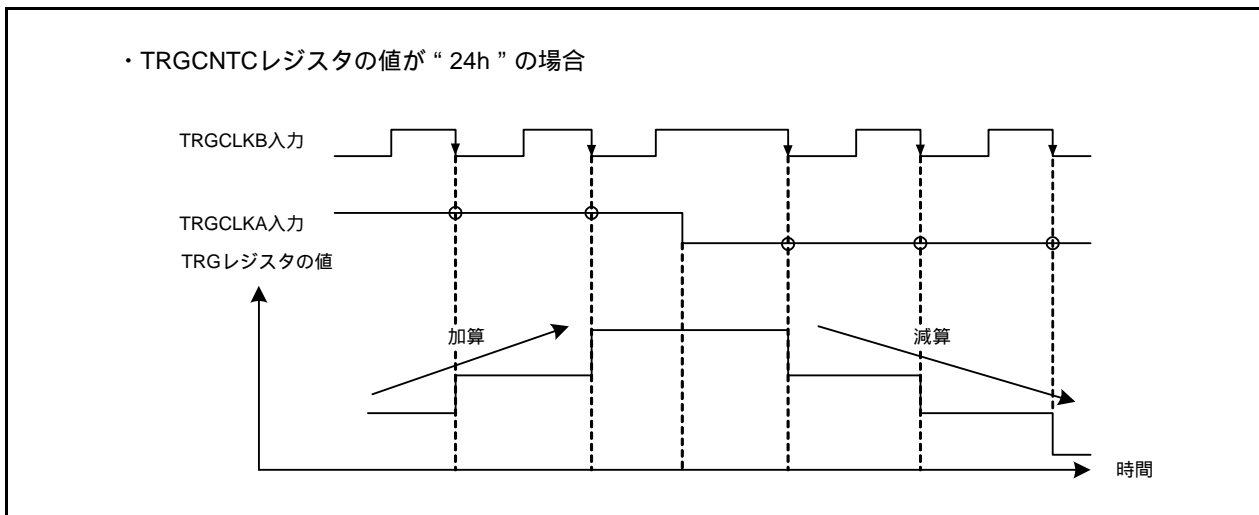 ・TRGCNTCレジスタの値が“24h”の場合
TRGCLKB入力
TRGCLKA入力
TRGレジスタの値
加算
減算
時間